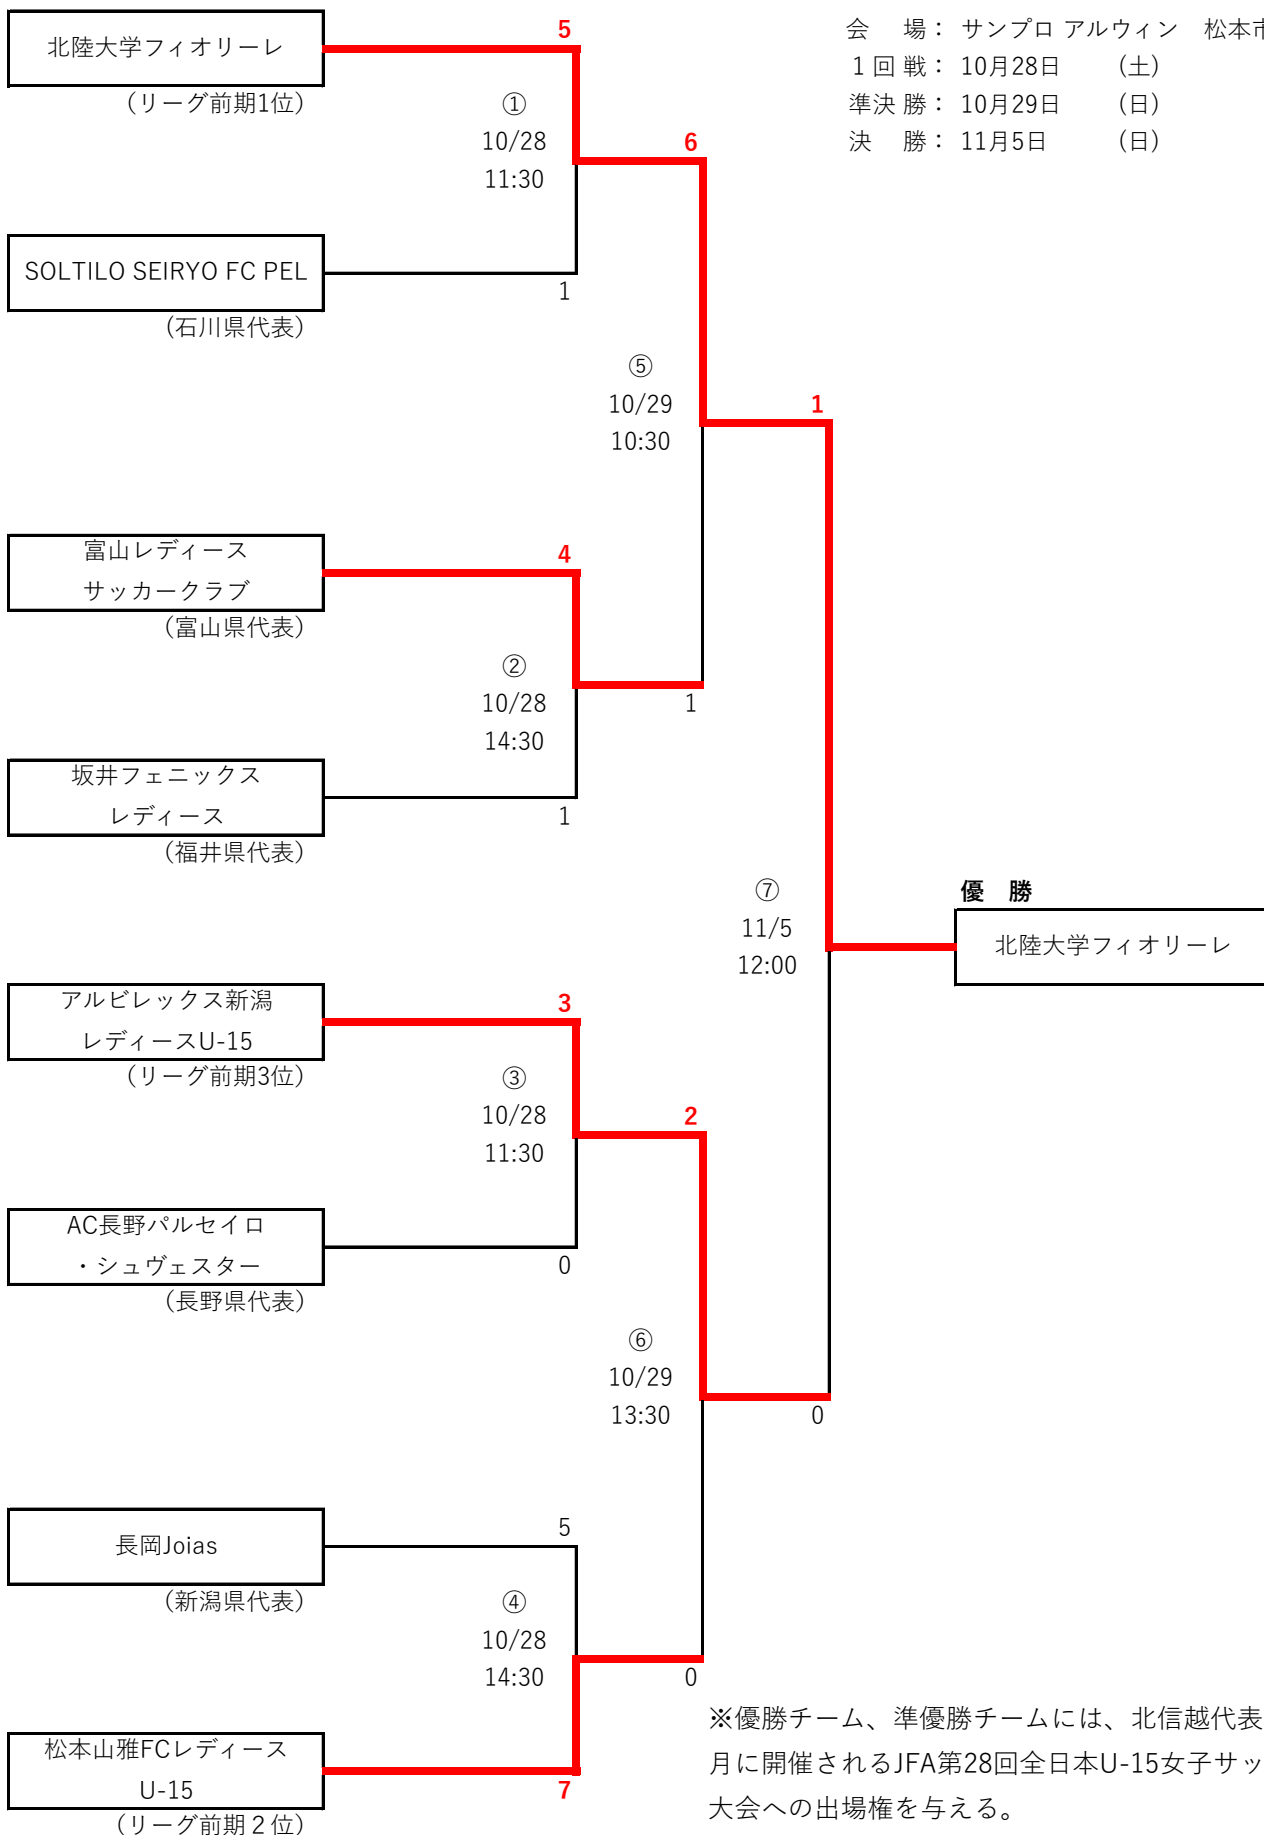 北陸大学フィオリーレ
(リーグ前期1位)
5
会　場： サンプロ アルウィン　松本市
1 回 戦： 10月28日　(土)
準決 勝： 10月29日　(日)
決　勝： 11月5日　(日)
①
10/28
11:30
6
SOLTILO SEIRYO FC PEL
(石川県代表)
1
⑤
10/29
10:30
1
富山レディース
サッカークラブ
(富山県代表)
4
②
10/28
14:30
1
坂井フェニックス
レディース
(福井県代表)
1
⑦
11/5
12:00
優　勝
北陸大学フィオリーレ
アルビレックス新潟
レディースU-15
(リーグ前期3位)
3
③
10/28
11:30
2
AC長野パルセイロ
・シュヴェスター
(長野県代表)
0
⑥
10/29
13:30
0
長岡Joias
(新潟県代表)
5
④
10/28
14:30
0
松本山雅FCレディース
U-15
(リーグ前期２位)
7
※優勝チーム、準優勝チームには、北信越代表
月に開催されるJFA第28回全日本U-15女子サッ
大会への出場権を与える。